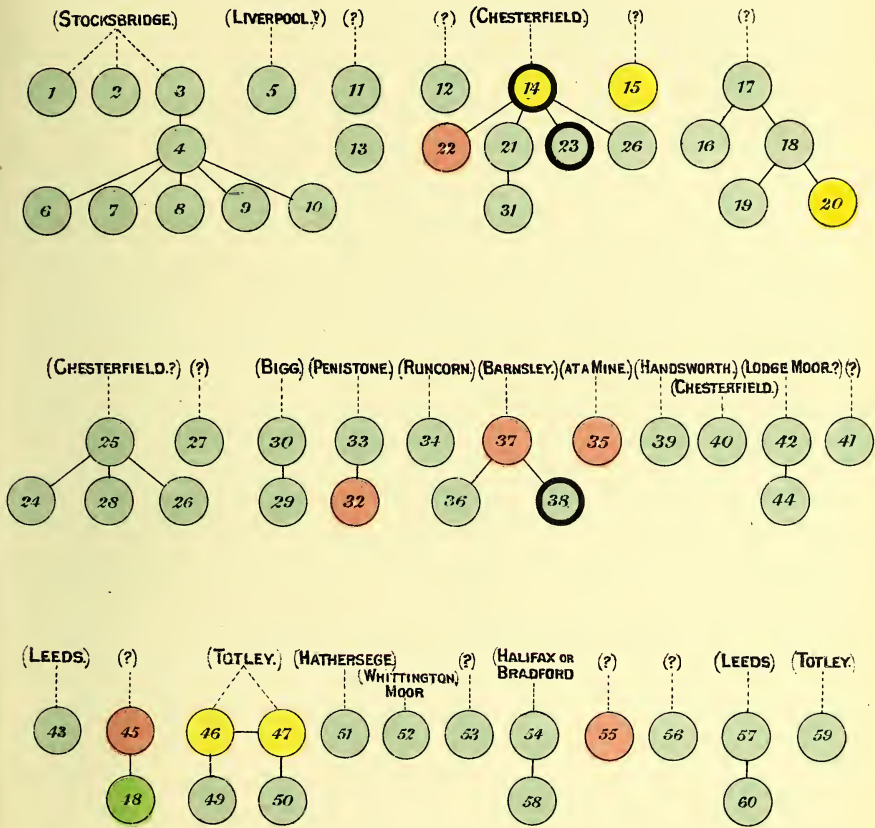 (STOCKSBRIDGE.) (LIVERPOOL.?) (?) (?) (CHESTERFIELD.) (?) (?)
1 2 3 5 11 12 14 15 17
4 13 22 21 23 26 16 18
6 7 8 9 10 31 19 20
(CHESTERFIELD.?) (?) (BIGG.) (PENISTONE.) (RUNCORN.) (BARNSLEY.) (AT A MINE.) (HANDSWORTH.) (LODGE MOOR.?) (?)
(CHESTERFIELD.)
25 27 30 33 34 37 35 39 40 42 41
24 28 26 29 32 36 38 44
(LEEDS.) (?) (TOTLEY.) (HATHERSEGE) (?) (HALIFAX OR (?) (?) (LEEDS) (TOTLEY.)
(WHITTINGTON) BRADFORD
MOOR
43 45 46 47 51 52 53 54 55 56 57 59
48 49 50 58 60